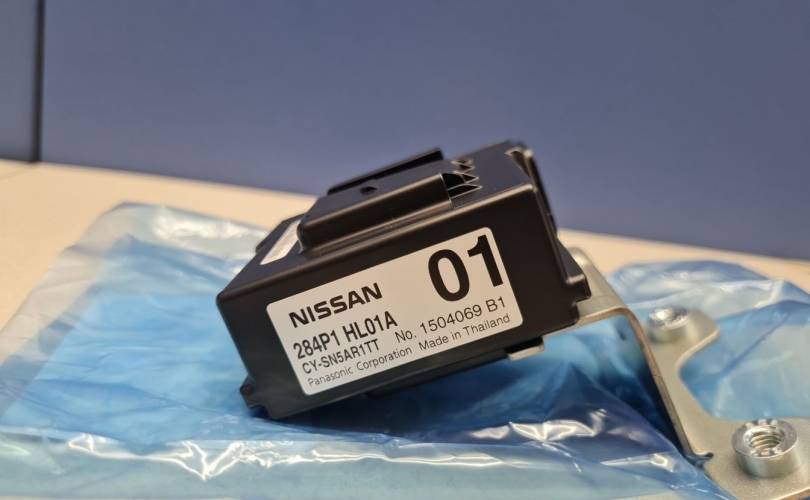 NISSAN 01
284P1 HL01A
CY-SN5AR1TT No. 1504069 B1
Panasonic Corporation Made in Thailand